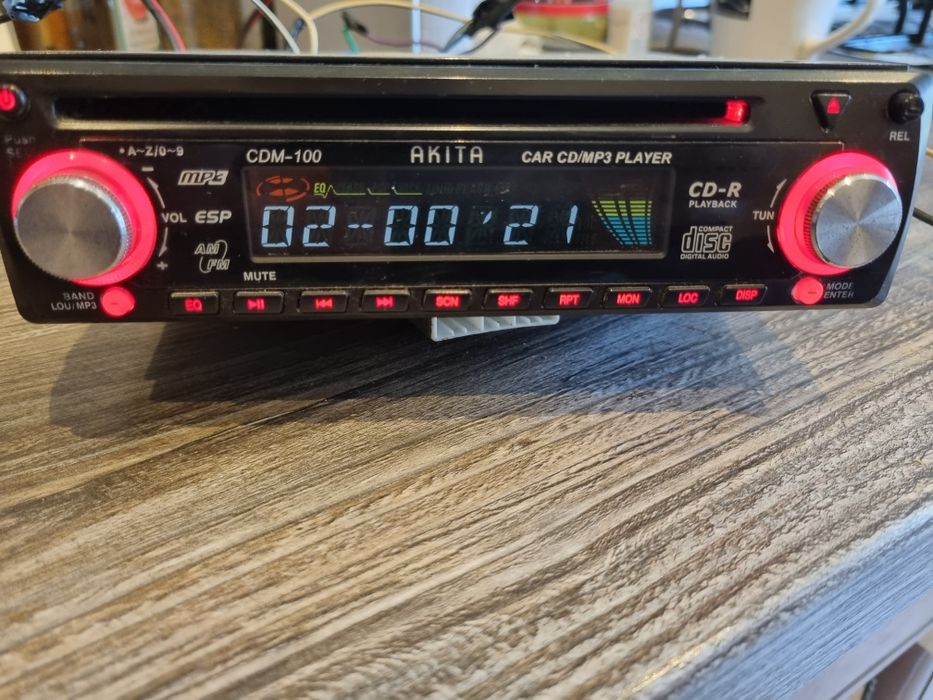 • A~Z/0~9
CDM-100 AKITA CAR CD/MP3 PLAYER
REL
MP3
EQ
CD-R
PLAYBACK
VOL ESP
02-00'21
TUN
COMPACT
disc
DIGITAL AUDIO
AM
FM
MUTE
BAND
LOU/MP3
EQ SCN SHF RPT MON LOC DISP
MODE
ENTER